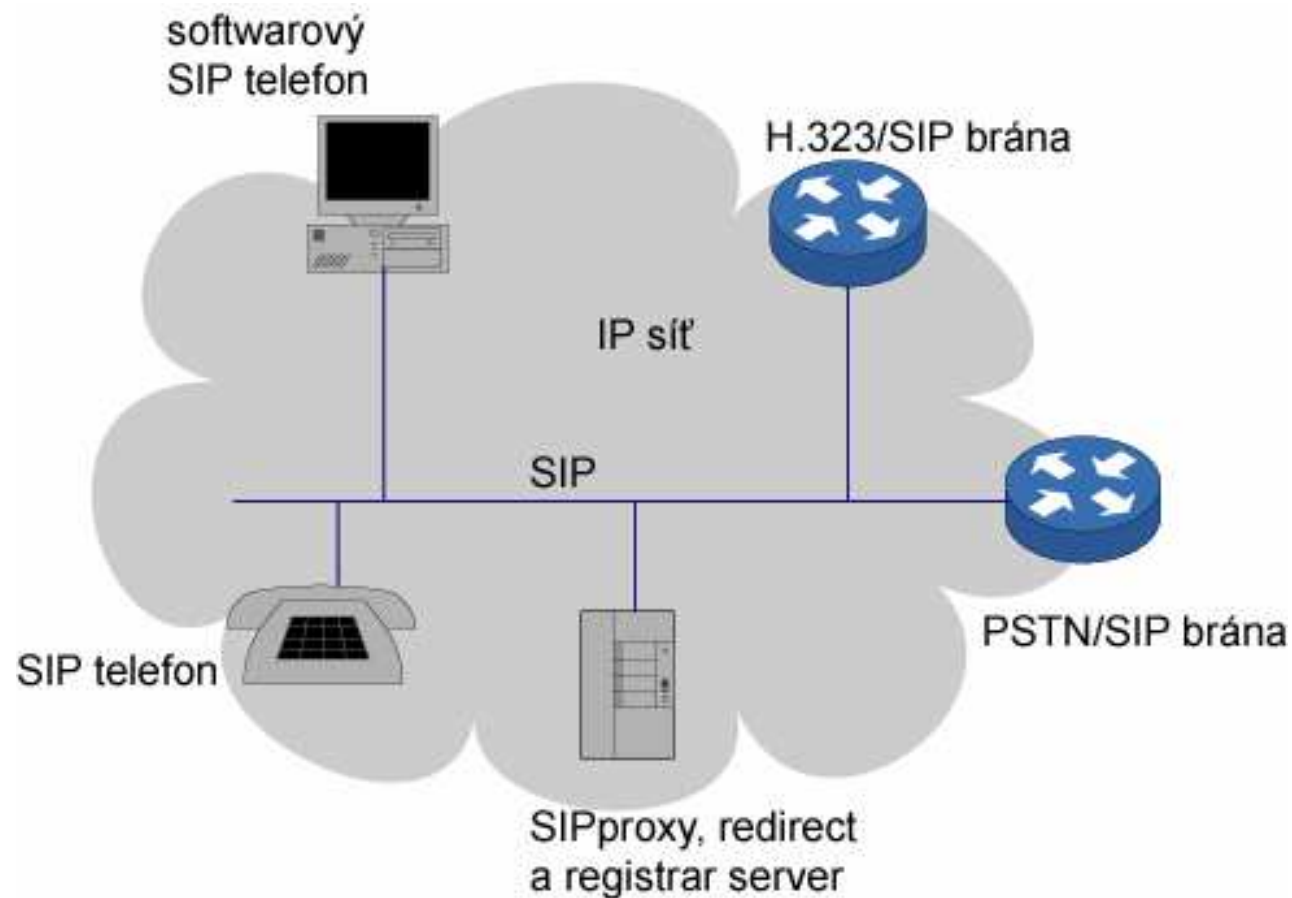 softwarový
SIP telefon
H.323/SIP brána
IP síť
SIP
PSTN/SIP brána
SIP telefon
SIPproxy, redirect
a registrar server